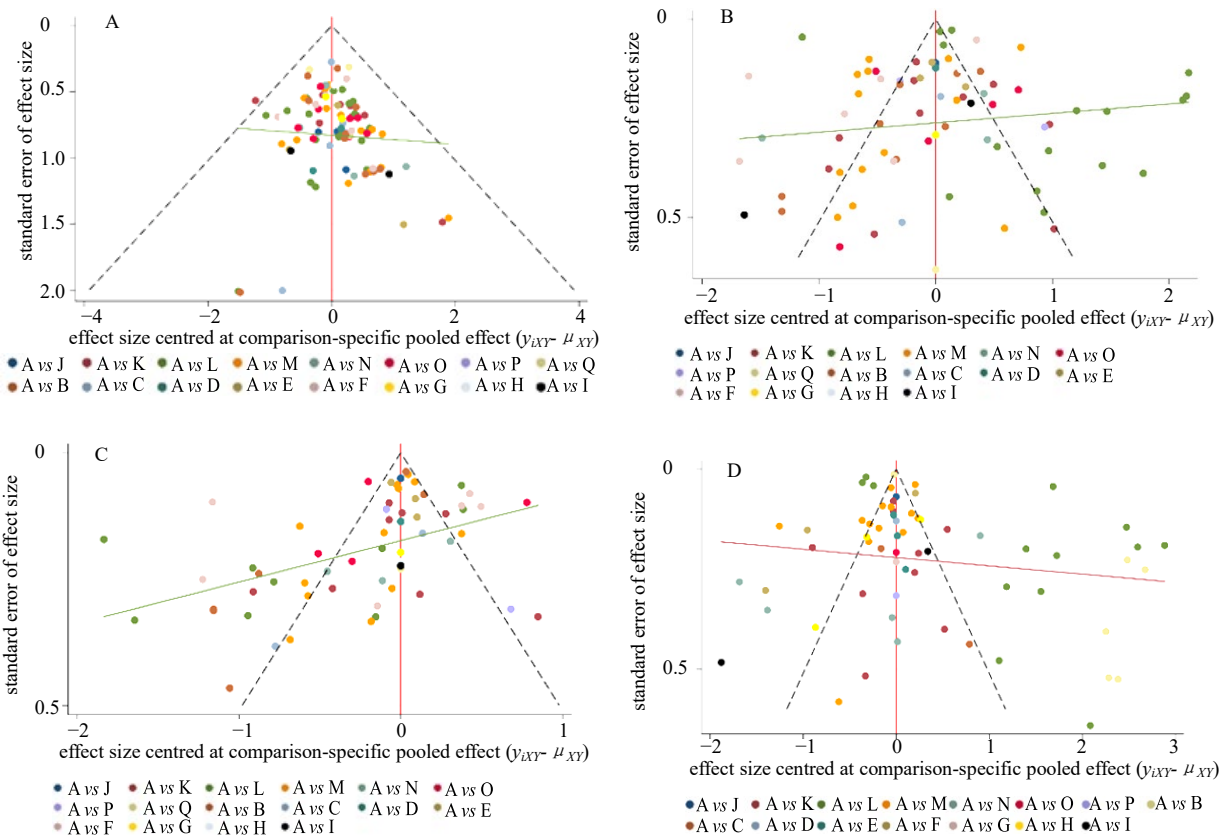 A
0
0.5
1.0
1.5
2.0
standard error of effect size
−4
−2
0
2
4
effect size centred at comparison-specific pooled effect (yiXY- μXY)
A vs J A vs K A vs L A vs M A vs N A vs O A vs P A vs Q
A vs B A vs C A vs D A vs E A vs F A vs G A vs H A vs I
B
0
0.5
standard error of effect size
−2
−1
0
1
2
effect size centred at comparison-specific pooled effect (yiXY- μXY)
A vs J A vs K A vs L A vs M A vs N A vs O
A vs P A vs Q A vs B A vs C A vs D A vs E
A vs F A vs G A vs H A vs I
C
0
0.5
standard error of effect size
−2
−1
0
1
effect size centred at comparison-specific pooled effect (yiXY- μXY)
A vs J A vs K A vs L A vs M A vs N A vs O
A vs P A vs Q A vs B A vs C A vs D A vs E
A vs F A vs G A vs H A vs I
D
0
0.5
standard error of effect size
−2
−1
0
1
2
3
effect size centred at comparison-specific pooled effect (yiXY- μXY)
A vs J A vs K A vs L A vs M A vs N A vs O A vs P A vs B
A vs C A vs D A vs E A vs F A vs G A vs H A vs I